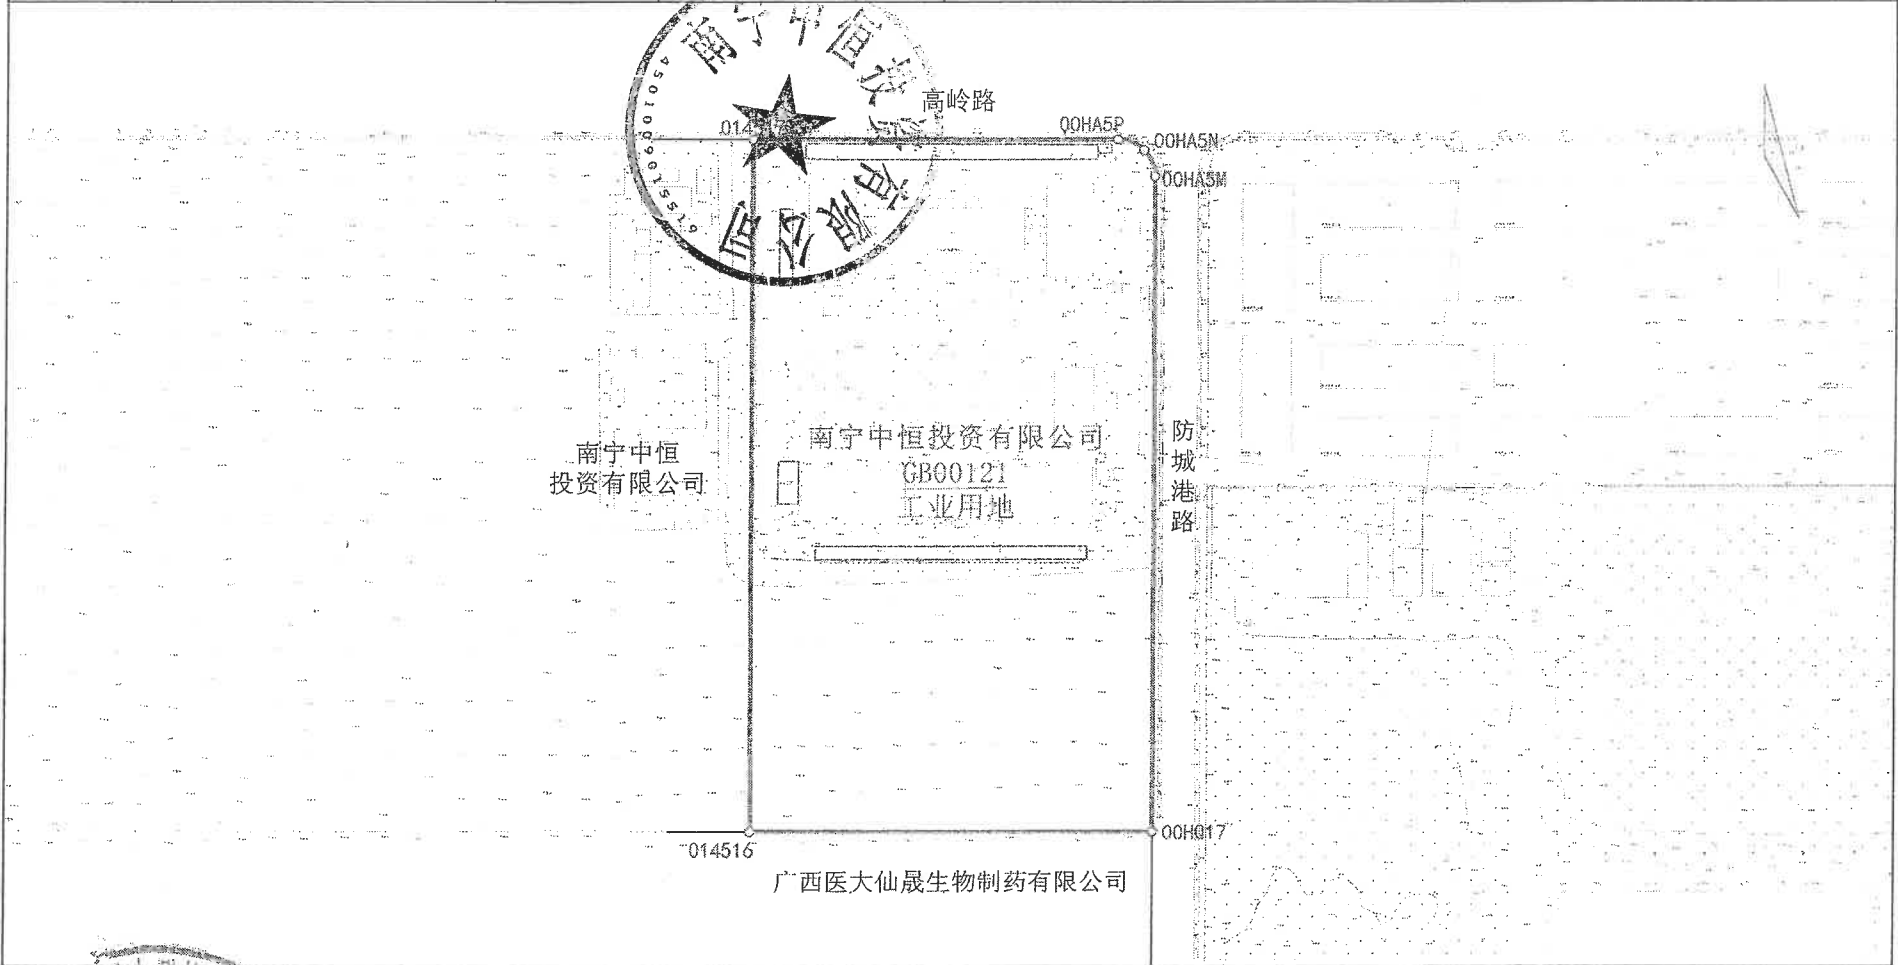 南宁中恒投资有限公司
4501009015519
高岭路
014
00HA5P
00HA5N
00HA5M
南宁中恒投资有限公司
GB00121
工业用地
南宁中恒
投资有限公司
防城港路
014516
00H017
广西医大仙晟生物制药有限公司